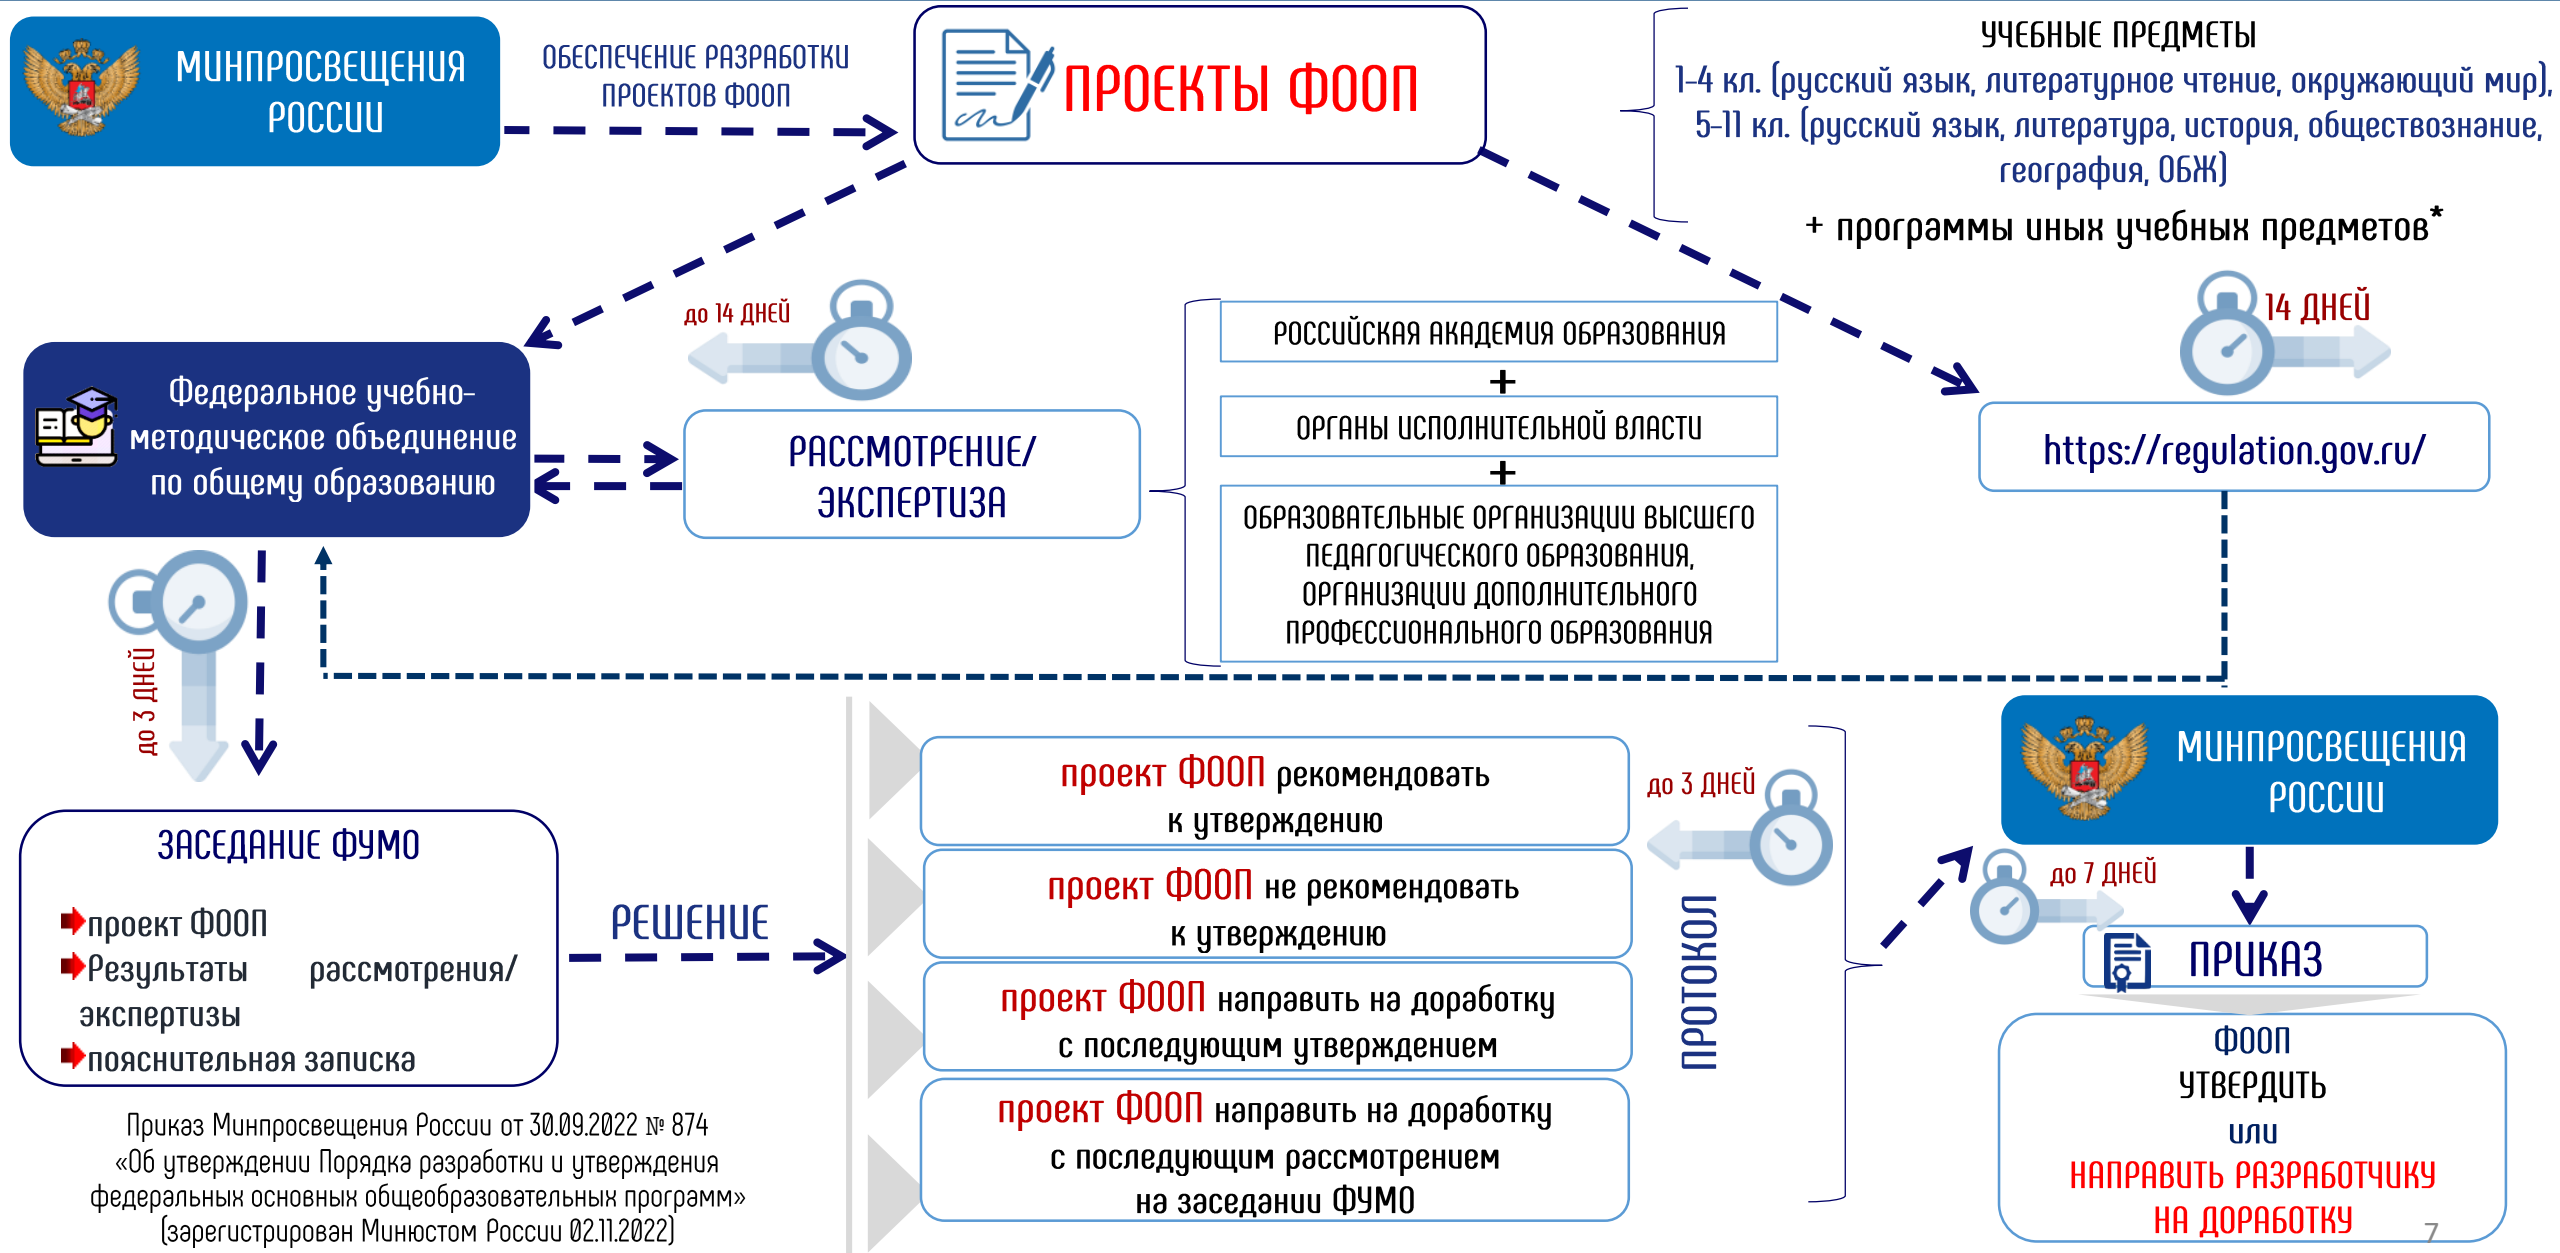 МИНПРОСВЕЩЕНИЯ
РОССИИ
ОБЕСПЕЧЕНИЕ РАЗРАБОТКИ
ПРОЕКТОВ ФООП
ПРОЕКТЫ ФООП
УЧЕБНЫЕ ПРЕДМЕТЫ
1-4 кл. (русский язык, литературное чтение, окружающий мир),
5-11 кл. (русский язык, литература, история, обществознание,
география, ОБЖ)
+ программы иных учебных предметов*
до 14 ДНЕЙ
14 ДНЕЙ
Федеральное учебно-
методическое объединение
по общему образованию
РАССМОТРЕНИЕ/
ЭКСПЕРТИЗА
РОССИЙСКАЯ АКАДЕМИЯ ОБРАЗОВАНИЯ
+
ОРГАНЫ ИСПОЛНИТЕЛЬНОЙ ВЛАСТИ
+
ОБРАЗОВАТЕЛЬНЫЕ ОРГАНИЗАЦИИ ВЫСШЕГО
ПЕДАГОГИЧЕСКОГО ОБРАЗОВАНИЯ,
ОРГАНИЗАЦИИ ДОПОЛНИТЕЛЬНОГО
ПРОФЕССИОНАЛЬНОГО ОБРАЗОВАНИЯ
https://regulation.gov.ru/
до 3 ДНЕЙ
ЗАСЕДАНИЕ ФУМО
проект ФООП
Результаты рассмотрения/
экспертизы
пояснительная записка
РЕШЕНИЕ
проект ФООП рекомендовать
к утверждению
проект ФООП не рекомендовать
к утверждению
проект ФООП направить на доработку
с последующим утверждением
проект ФООП направить на доработку
с последующим рассмотрением
на заседании ФУМО
до 3 ДНЕЙ
ПРОТОКОЛ
МИНПРОСВЕЩЕНИЯ
РОССИИ
до 7 ДНЕЙ
ПРИКАЗ
ФООП
УТВЕРДИТЬ
или
НАПРАВИТЬ РАЗРАБОТЧИКУ
НА ДОРАБОТКУ
Приказ Минпросвещения России от 30.09.2022 № 874
«Об утверждении Порядка разработки и утверждения
федеральных основных общеобразовательных программ»
(зарегистрирован Минюстом России 02.11.2022)
7